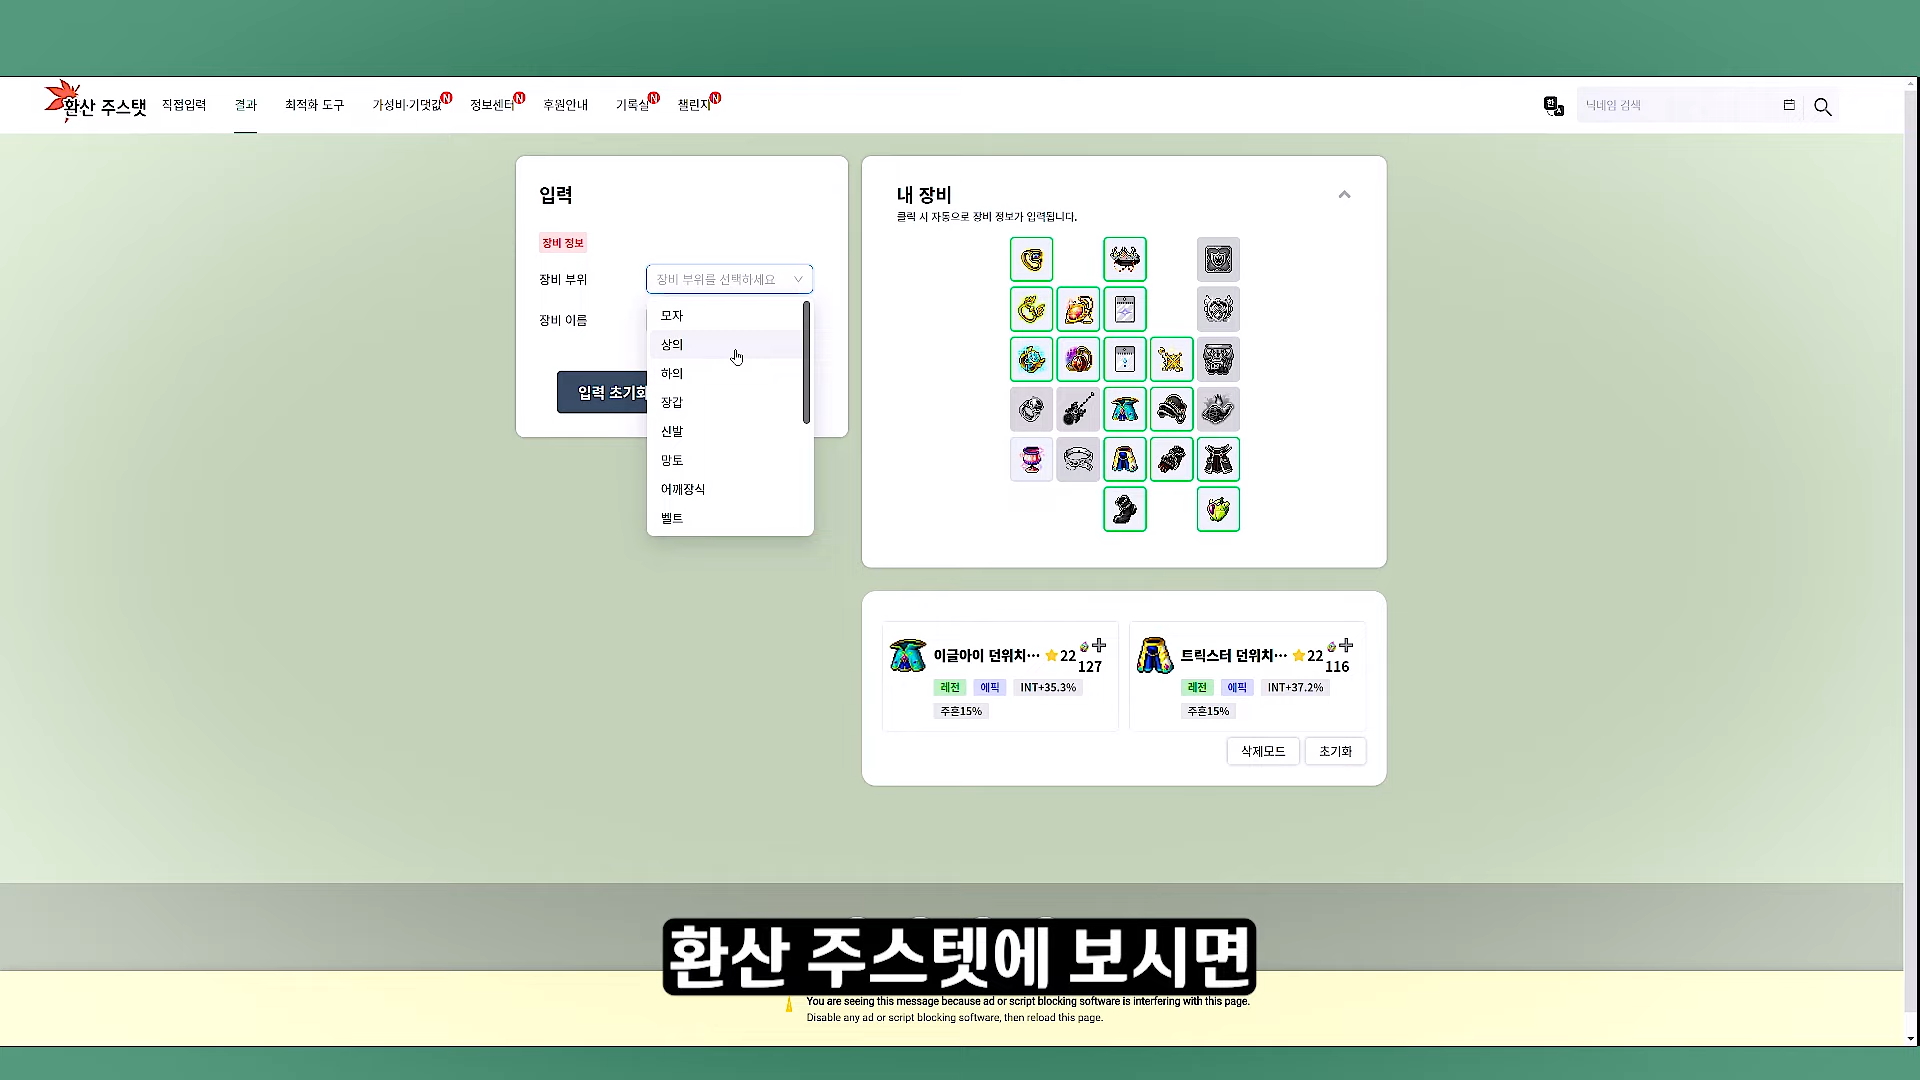 환산 주스탯 직접입력 결과 최적화 도구 가성비·기댓값 N 정보센터 N 후원안내 기록실 N 챌린지 N 닉네임 검색
입력
장비 정보
장비 부위 장비 부위를 선택하세요
장비 이름
모자
상의
하의
장갑
신발
망토
어깨장식
벨트
입력 초기화
내 장비
클릭 시 자동으로 장비 정보가 입력됩니다.
이글아이 던위치… 22 127
레전 에픽 INT+35.3%
주흔15%
트릭스터 던위치… 22 116
레전 에픽 INT+37.2%
주흔15%
삭제모드 초기화
환산 주스텟에 보시면
You are seeing this message because ad or script blocking software is interfering with this page.
Disable any ad or script blocking software, then reload this page.